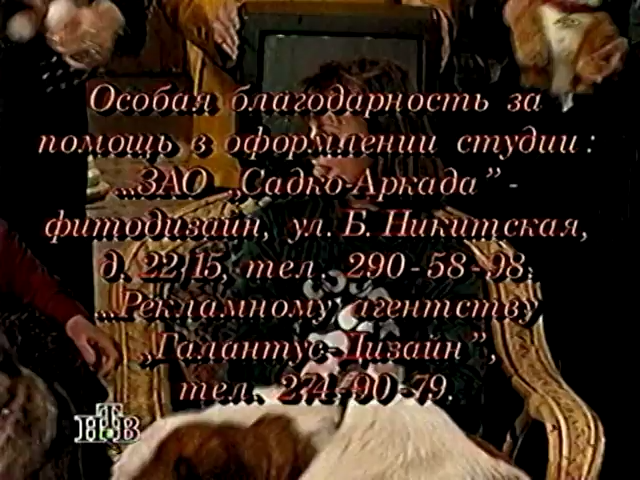 Особая благодарность за
помощь в оформлении студии:
...ЗАО „Садко-Аркада” -
фитодизайн, ул. Б. Никитская,
д. 22/15, тел. 290-58-98.
...Рекламному агентству
„Галантус-Дизайн”,
тел. 274-90-79.
НТВ